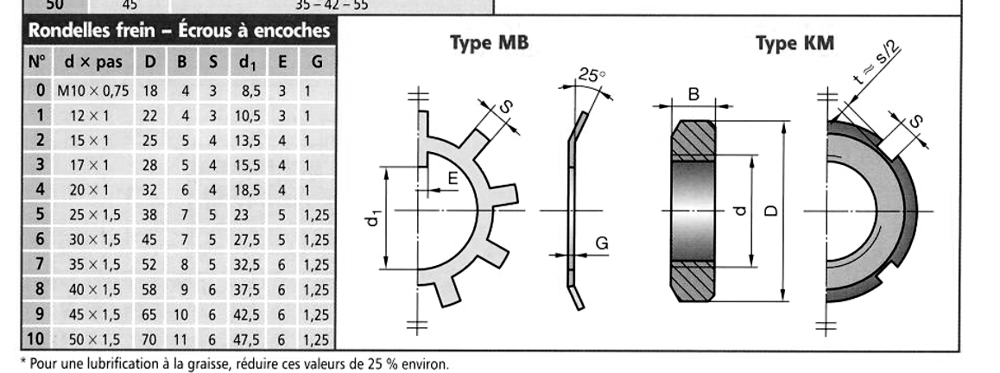 50 45 35 – 42 – 55
Rondelles frein – Écrous à encoches
N° d × pas D B S d1 E G
0 M10 × 0,75 18 4 3 8,5 3 1
1 12 × 1 22 4 3 10,5 3 1
2 15 × 1 25 5 4 13,5 4 1
3 17 × 1 28 5 4 15,5 4 1
4 20 × 1 32 6 4 18,5 4 1
5 25 × 1,5 38 7 5 23 5 1,25
6 30 × 1,5 45 7 5 27,5 5 1,25
7 35 × 1,5 52 8 5 32,5 6 1,25
8 40 × 1,5 58 9 6 37,5 6 1,25
9 45 × 1,5 65 10 6 42,5 6 1,25
10 50 × 1,5 70 11 6 47,5 6 1,25
Type MB
25°
S
E
d1
G
Type KM
t ≈ s/2
B
S
d
D
* Pour une lubrification à la graisse, réduire ces valeurs de 25 % environ.